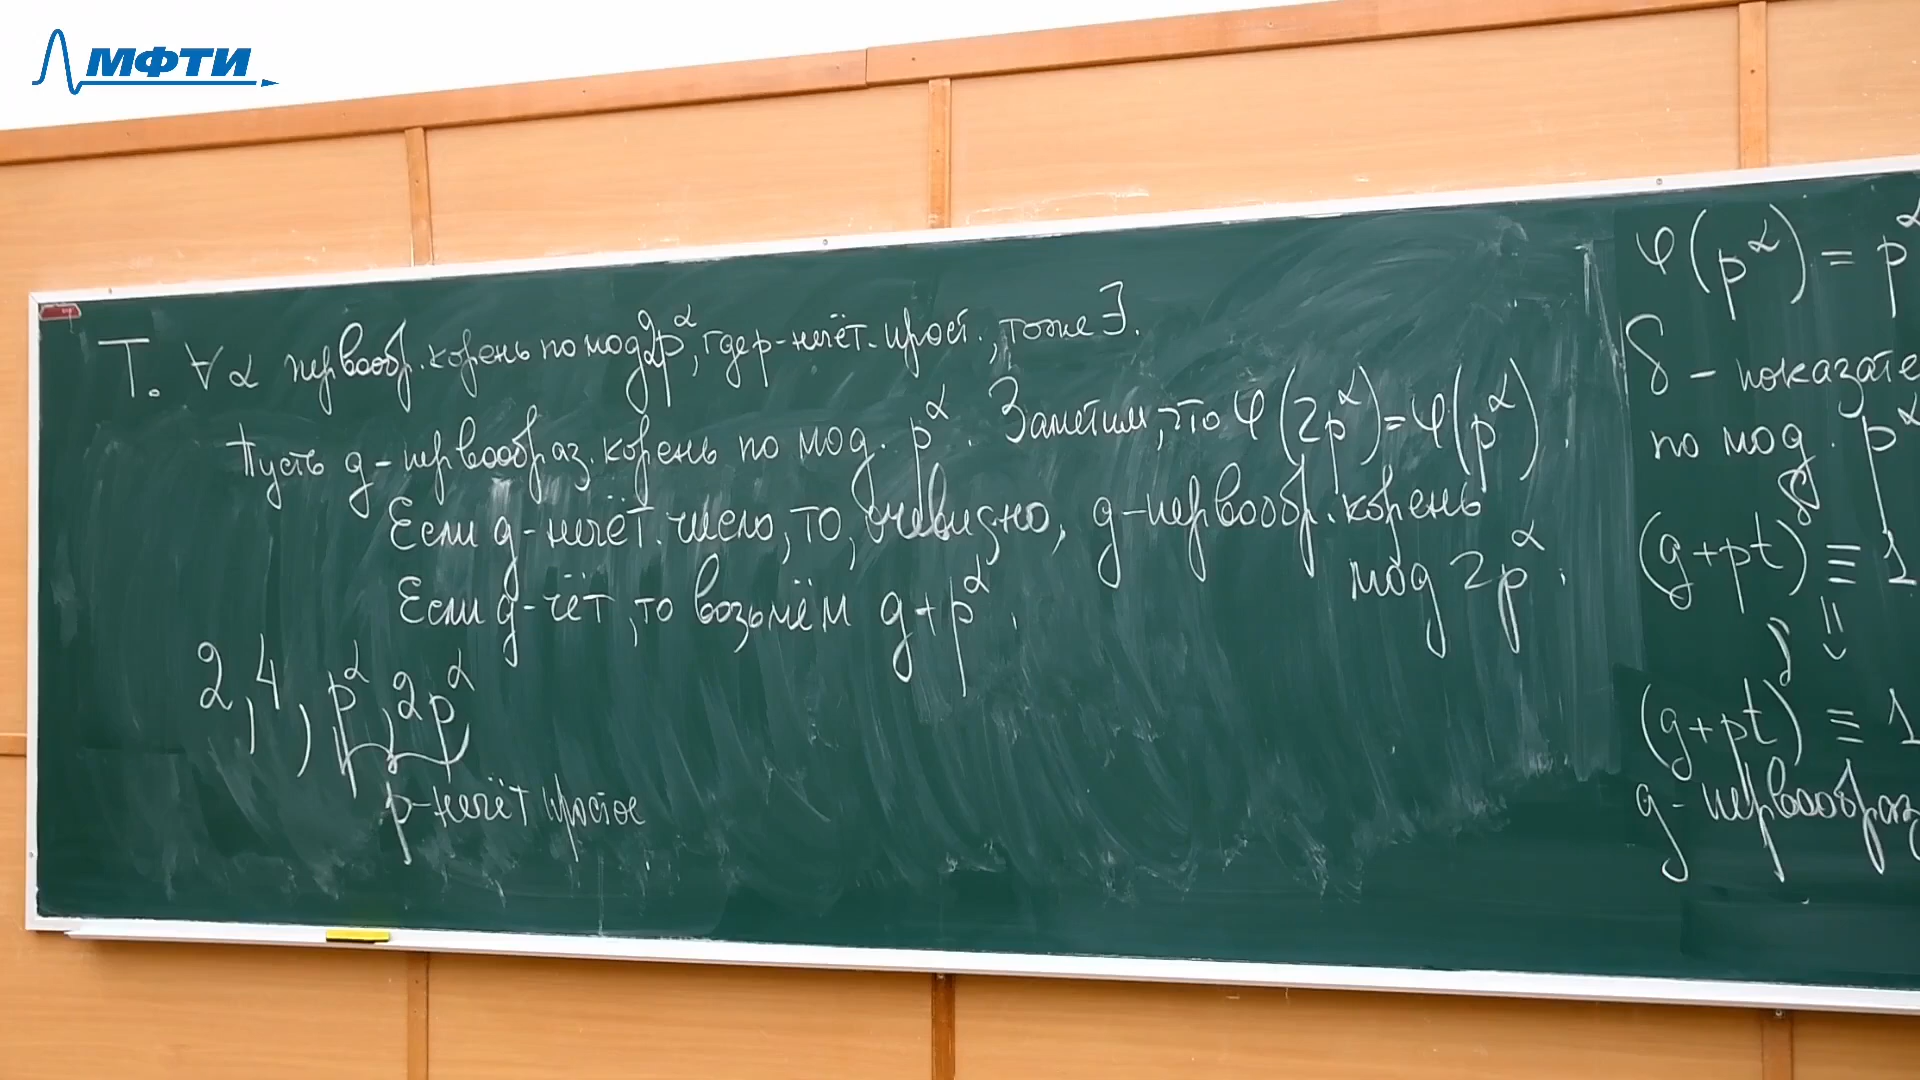 МФТИ
Т. ∀ α первообр. корень по мод 2p^α, где p - нечёт. прост., тоже ∃.
Пусть g - первообраз. корень по мод. p^α. Заметим, что φ(2p^α) = φ(p^α).
Если g - нечёт. число, то, очевидно, g - первообр. корень
мод 2p^α.
Если g - чёт, то возьмём g + p^α.
2, 4, p^α, 2p^α
p - нечёт простое
φ(p^α) = p^α
δ - показате
по мод. p^α
(g + pt)^δ ≡ 1
⇓
(g + pt)^δ ≡ 1
g - первообраз